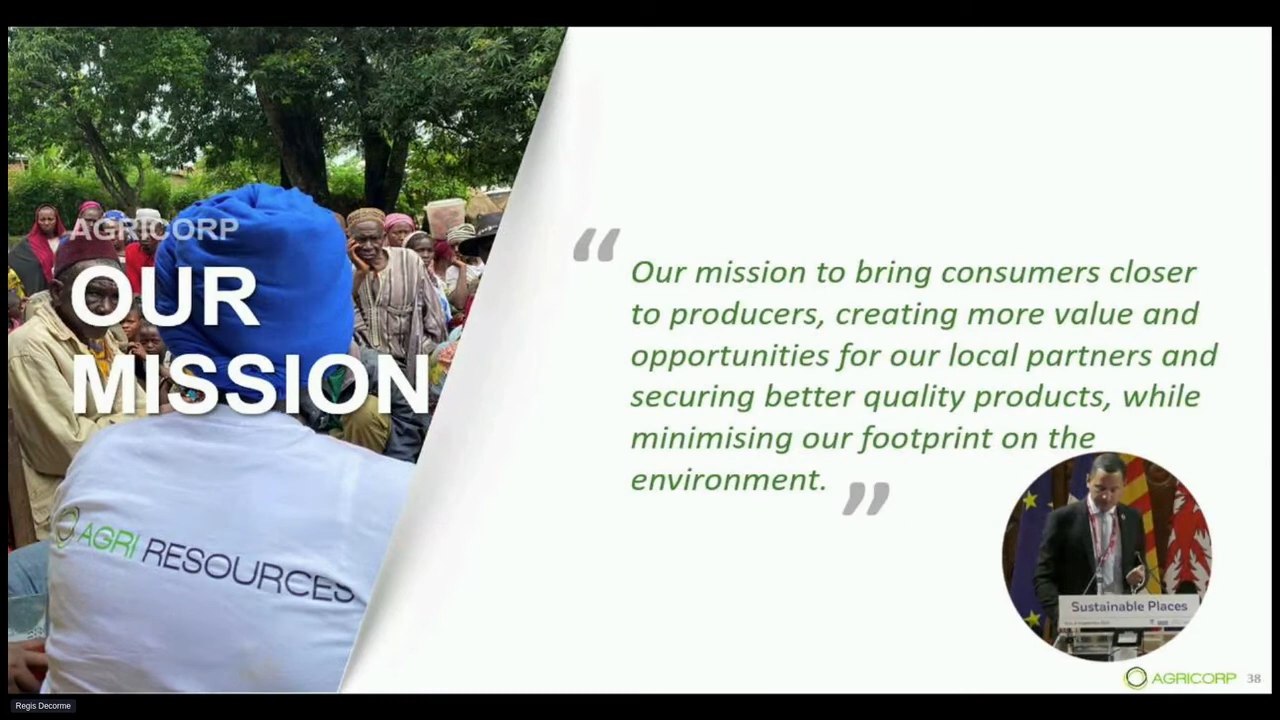 AGRICORP
OUR
MISSION
AGRI RESOURCES
“ Our mission to bring consumers closer
to producers, creating more value and
opportunities for our local partners and
securing better quality products, while
minimising our footprint on the
environment. ”
Sustainable Places
AGRICORP 38
Regis Decorme